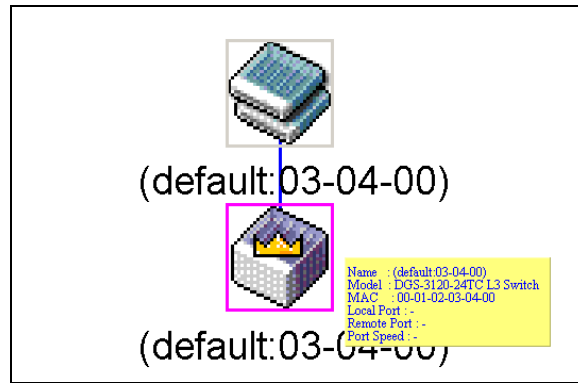 (default:03-04-00)
Name : (default:03-04-00)
Model : DGS-3120-24TC L3 Switch
MAC : 00-01-02-03-04-00
Local Port : -
Remote Port : -
Port Speed : -
(default:03-04-00)